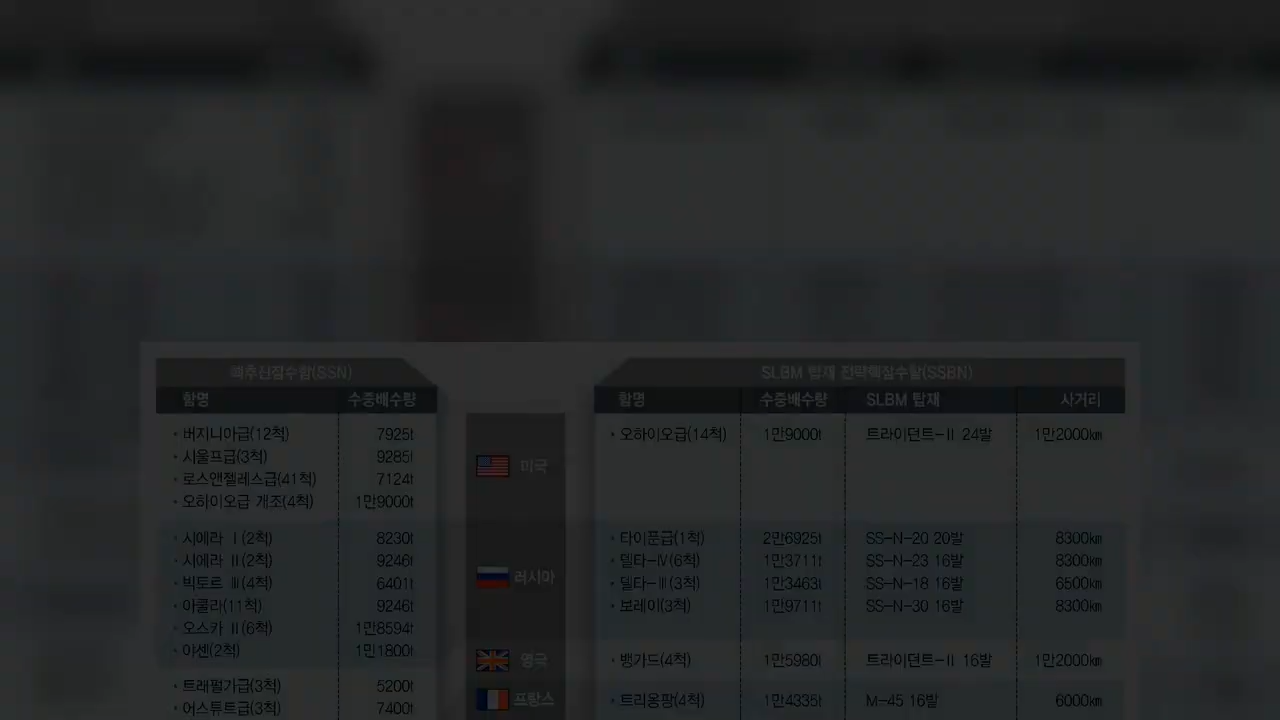 핵추진잠수함(SSN)
SLBM 탑재 전략핵잠수함(SSBN)
함명 수중배수량
함명 수중배수량 SLBM 탑재 사거리
· 버지니아급(12척) 7925t
· 시울프급(3척) 9285t
· 로스앤젤레스급(41척) 7124t
· 오하이오급 개조(4척) 1만9000t
미국
· 오하이오급(14척) 1만9000t 트라이던트-Ⅱ 24발 1만2000㎞
· 시에라 Ⅰ(2척) 8230t
· 시에라 Ⅱ(2척) 9246t
· 빅토르 Ⅲ(4척) 6401t
· 아쿨라(11척) 9246t
· 오스카 Ⅱ(6척) 1만8594t
· 야센(2척) 1만1800t
러시아
· 타이푼급(1척) 2만6925t SS-N-20 20발 8300㎞
· 델타-Ⅳ(6척) 1만3711t SS-N-23 16발 8300㎞
· 델타-Ⅲ(3척) 1만3463t SS-N-18 16발 6500㎞
· 보레이(3척) 1만9711t SS-N-30 16발 8300㎞
· 트래펄가급(3척) 5200t
· 어스튜트급(3척) 7400t
영국
· 뱅가드(4척) 1만5980t 트라이던트-Ⅱ 16발 1만2000㎞
프랑스
· 트리옹팡(4척) 1만4335t M-45 16발 6000㎞